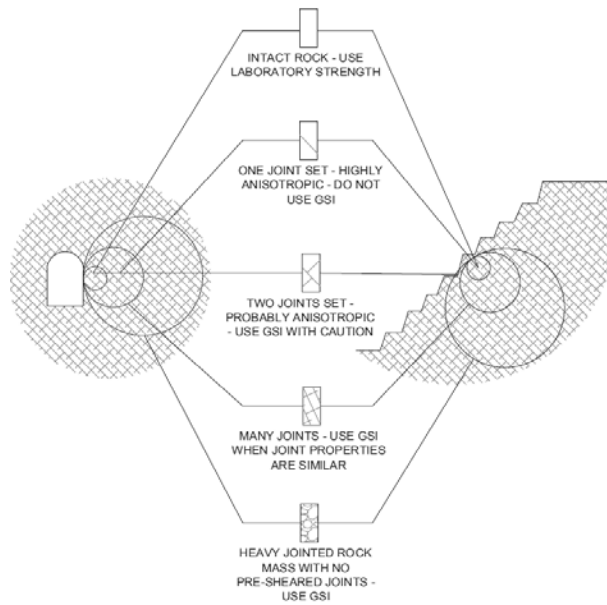 INTACT ROCK - USE
LABORATORY STRENGTH
ONE JOINT SET - HIGHLY
ANISOTROPIC - DO NOT
USE GSI
TWO JOINTS SET -
PROBABLY ANISOTROPIC
- USE GSI WITH CAUTION
MANY JOINTS - USE GSI
WHEN JOINT PROPERTIES
ARE SIMILAR
HEAVY JOINTED ROCK
MASS WITH NO
PRE-SHEARED JOINTS -
USE GSI